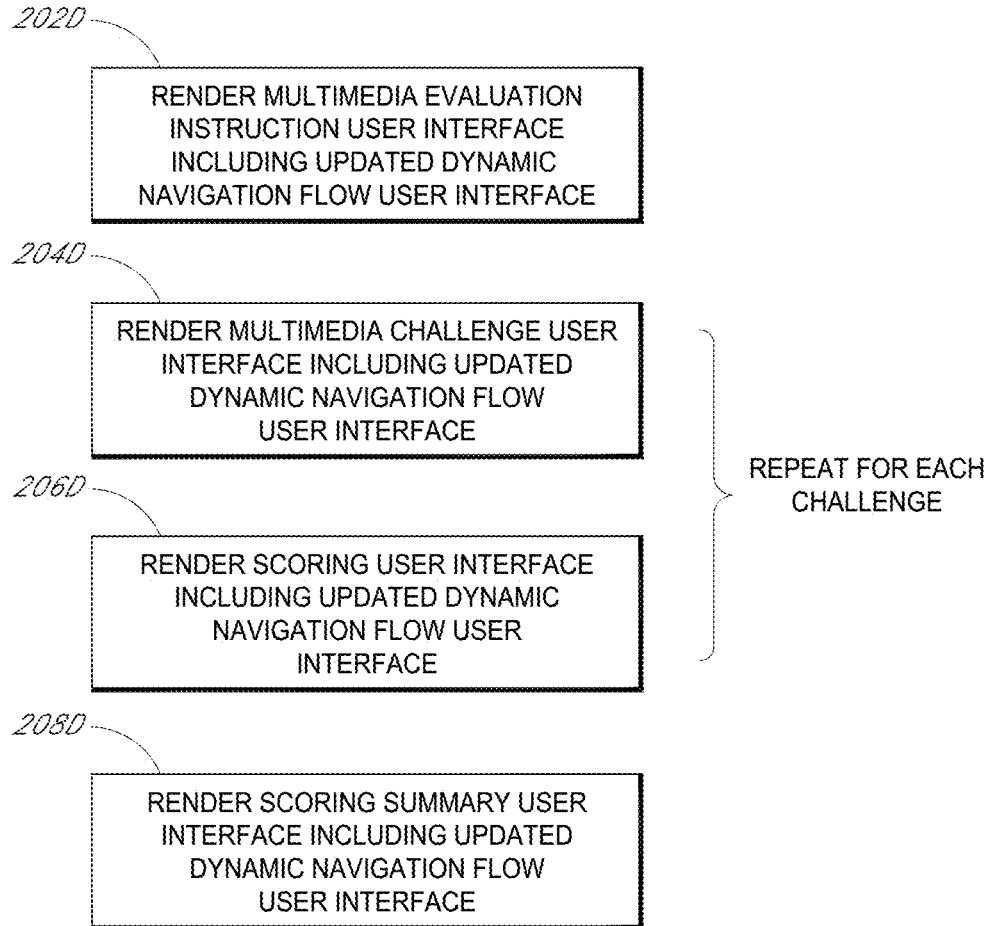 202D
RENDER MULTIMEDIA EVALUATION
INSTRUCTION USER INTERFACE
INCLUDING UPDATED DYNAMIC
NAVIGATION FLOW USER INTERFACE
204D
RENDER MULTIMEDIA CHALLENGE USER
INTERFACE INCLUDING UPDATED
DYNAMIC NAVIGATION FLOW
USER INTERFACE
REPEAT FOR EACH
CHALLENGE
206D
RENDER SCORING USER INTERFACE
INCLUDING UPDATED DYNAMIC
NAVIGATION FLOW USER
INTERFACE
208D
RENDER SCORING SUMMARY USER
INTERFACE INCLUDING UPDATED
DYNAMIC NAVIGATION FLOW
USER INTERFACE